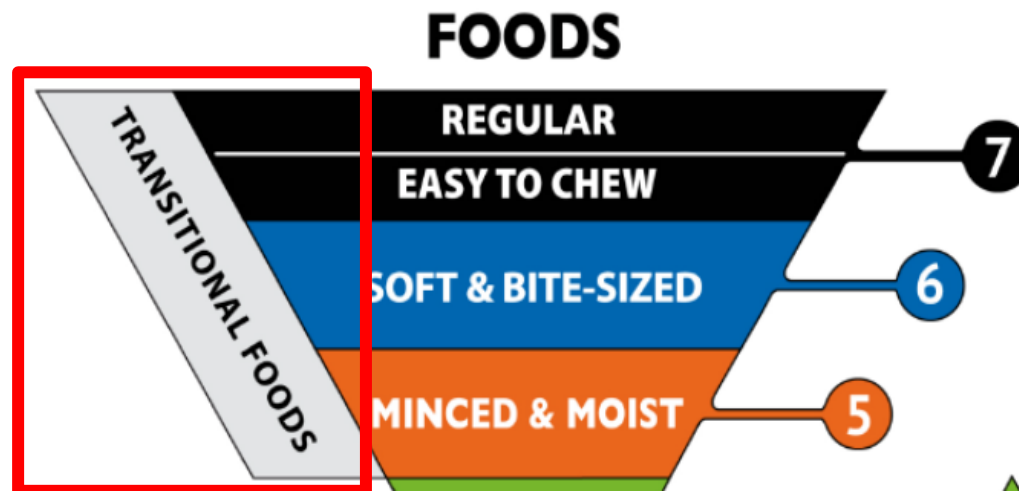 FOODS
TRANSITIONAL FOODS
REGULAR
7
EASY TO CHEW
SOFT & BITE-SIZED
6
MINCED & MOIST
5